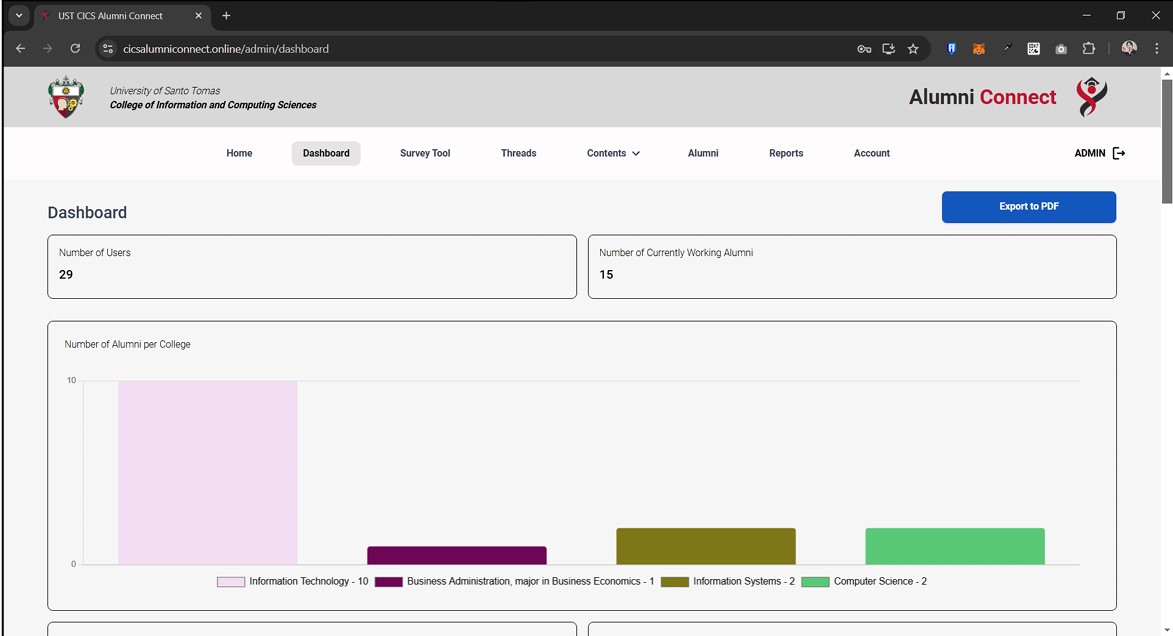 UST CICS Alumni Connect
cicsalumniconnect.online/admin/dashboard
University of Santo Tomas
College of Information and Computing Sciences
Alumni Connect
Home Dashboard Survey Tool Threads Contents Alumni Reports Account ADMIN
Dashboard
Export to PDF
Number of Users
29
Number of Currently Working Alumni
15
Number of Alumni per College
10
0
Information Technology - 10 Business Administration, major in Business Economics - 1 Information Systems - 2 Computer Science - 2